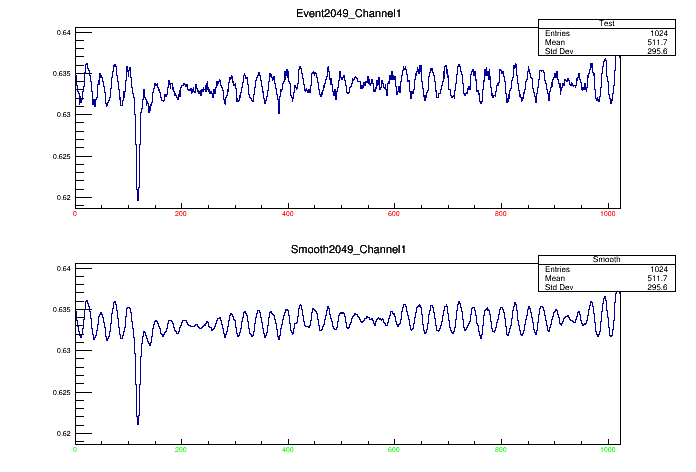 Event2049_Channel1
Test
Entries 1024
Mean 511.7
Std Dev 295.6
0.64
0.635
0.63
0.625
0.62
0 200 400 600 800 1000
Smooth2049_Channel1
Smooth
Entries 1024
Mean 511.7
Std Dev 295.6
0.64
0.635
0.63
0.625
0.62
0 200 400 600 800 1000